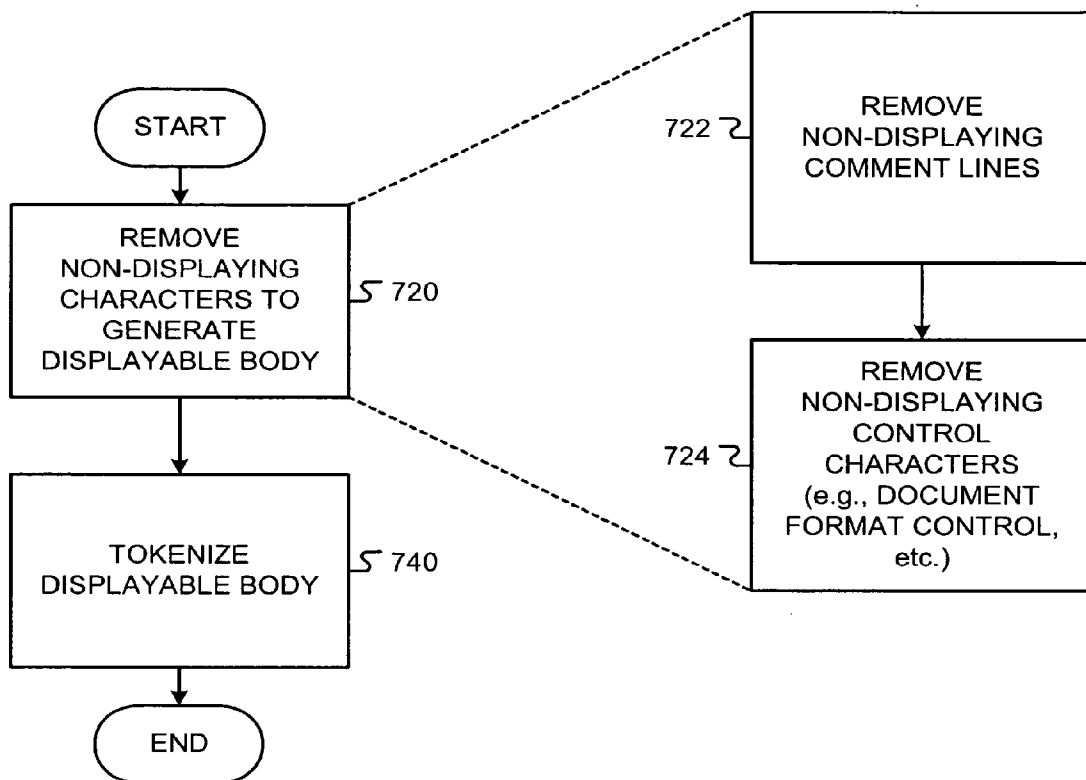 START
REMOVE
NON-DISPLAYING
CHARACTERS TO
GENERATE
DISPLAYABLE BODY
720
TOKENIZE
DISPLAYABLE BODY
740
END
722
REMOVE
NON-DISPLAYING
COMMENT LINES
724
REMOVE
NON-DISPLAYING
CONTROL
CHARACTERS
(e.g., DOCUMENT
FORMAT CONTROL,
etc.)